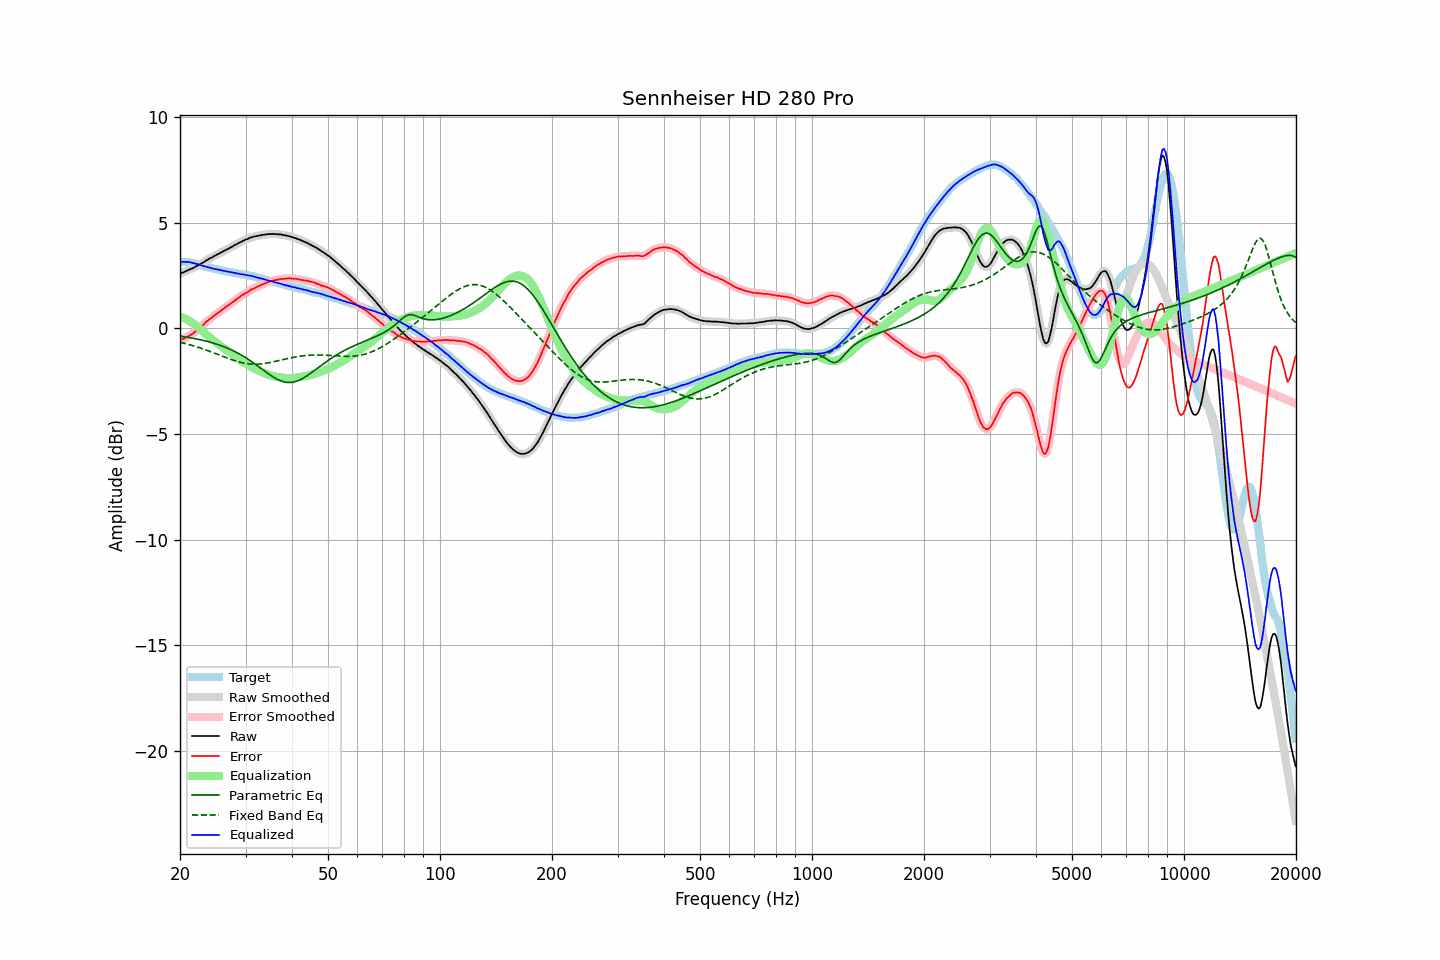 Sennheiser HD 280 Pro
Amplitude (dBr)
10
5
0
−5
−10
−15
−20
Target
Raw Smoothed
Error Smoothed
Raw
Error
Equalization
Parametric Eq
Fixed Band Eq
Equalized
20
50
100
200
500
1000
2000
5000
10000
20000
Frequency (Hz)